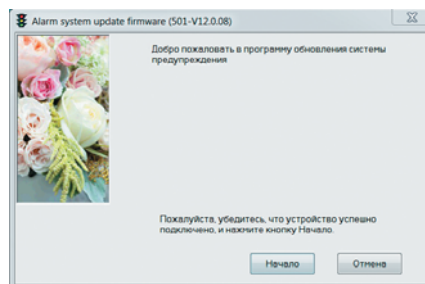 Alarm system update firmware (501-V12.0.08)
Добро пожаловать в программу обновления системы
предупреждения
Пожалуйста, убедитесь, что устройство успешно
подключено, и нажмите кнопку Начало.
Начало
Отмена